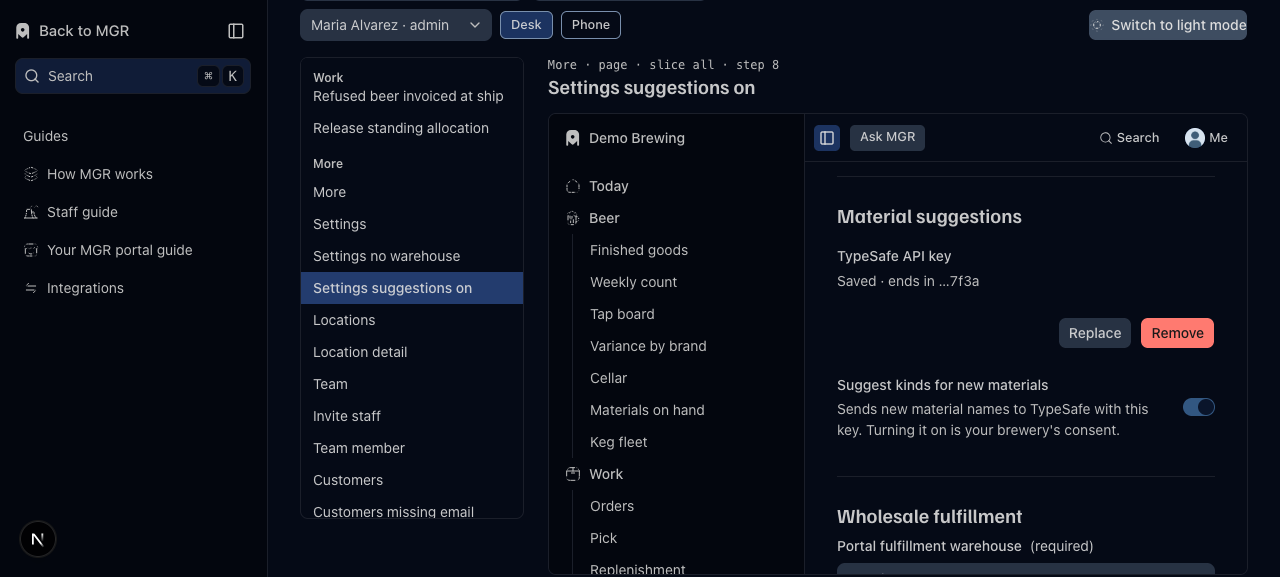 Back to MGR
Search
⌘ K
Guides
How MGR works
Staff guide
Your MGR portal guide
Integrations
N
Maria Alvarez · admin
Desk
Phone
Switch to light mode
Work
Refused beer invoiced at ship
Release standing allocation
More
More
Settings
Settings no warehouse
Settings suggestions on
Locations
Location detail
Team
Invite staff
Team member
Customers
Customers missing email
More · page · slice all · step 8
Settings suggestions on
Demo Brewing
Today
Beer
Finished goods
Weekly count
Tap board
Variance by brand
Cellar
Materials on hand
Keg fleet
Work
Orders
Pick
Replenishment
Ask MGR
Search
Me
Material suggestions
TypeSafe API key
Saved · ends in …7f3a
Replace
Remove
Suggest kinds for new materials
Sends new material names to TypeSafe with this
key. Turning it on is your brewery's consent.
Wholesale fulfillment
Portal fulfillment warehouse (required)